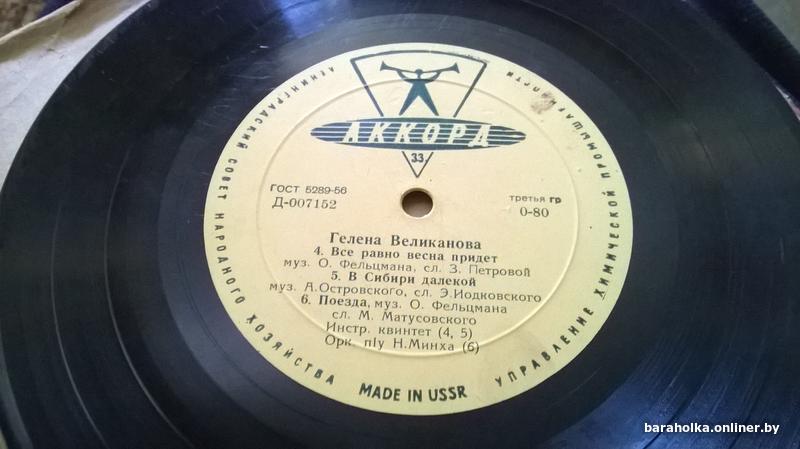 ЛЕНИНГРАДСКИЙ СОВЕТ НАРОДНОГО ХОЗЯЙСТВА
УПРАВЛЕНИЕ ХИМИЧЕСКОЙ ПРОМЫШЛЕННОСТИ
АККОРД
33
ГОСТ 5289-56
третья гр
Д-007152
0-80
Гелена Великанова
4. Все равно весна придет
муз. О. Фельцмана, сл. З. Петровой
5. В Сибири далекой
муз. А.Островского, сл. Э.Иодковского
6. Поезда, муз. О. Фельцмана
сл. М. Матусовского
Инстр. квинтет (4, 5)
Орк. п/у Н.Минха (6)
MADE IN USSR
baraholka.onliner.by